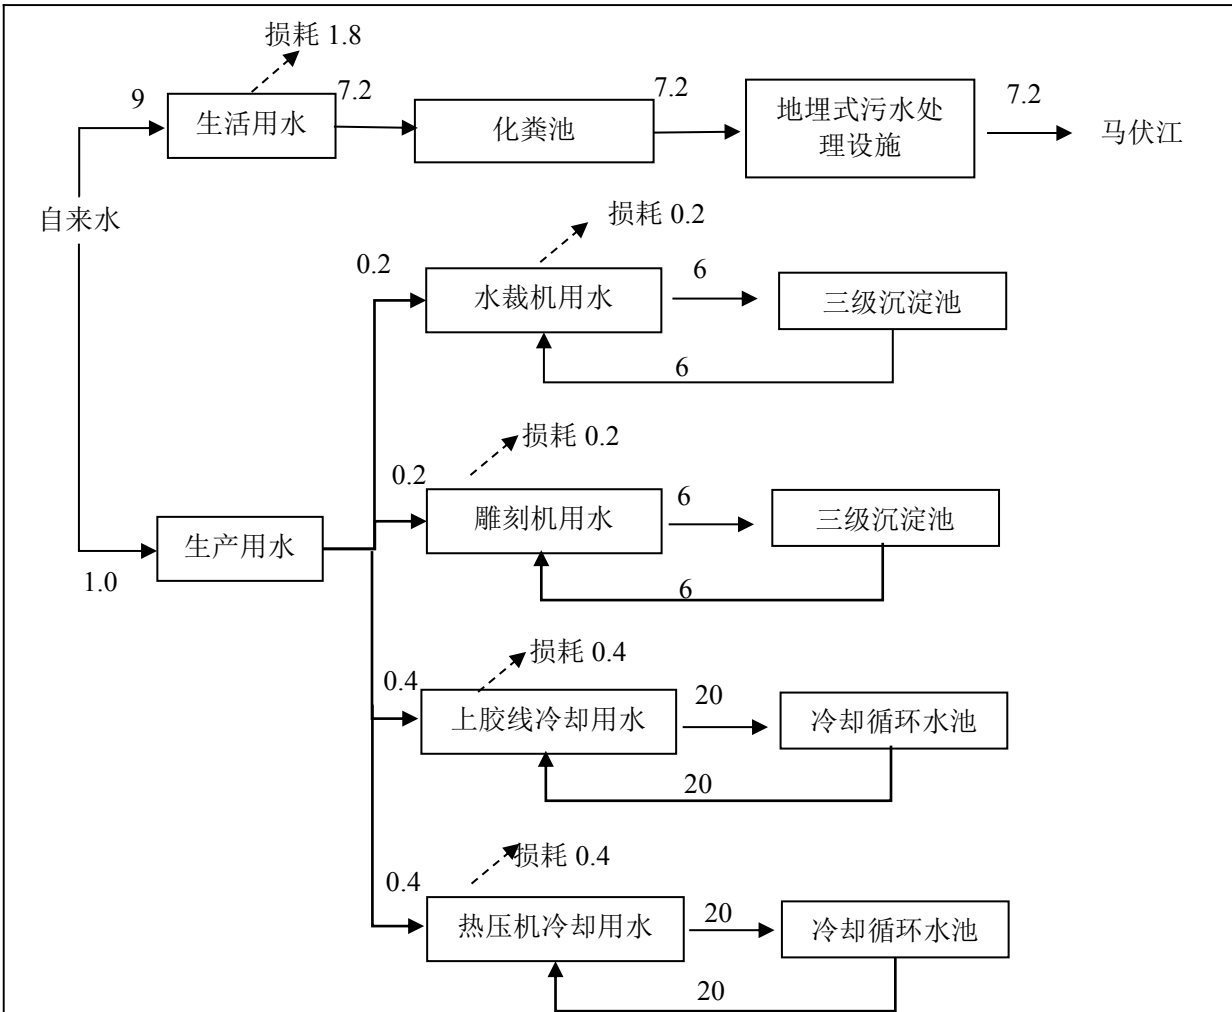 损耗 1.8
9
生活用水
7.2
化粪池
7.2
地埋式污水处
理设施
7.2
马伏江
自来水
损耗 0.2
0.2
水裁机用水
6
三级沉淀池
6
损耗 0.2
0.2
雕刻机用水
6
三级沉淀池
6
生产用水
1.0
损耗 0.4
0.4
上胶线冷却用水
20
冷却循环水池
20
损耗 0.4
0.4
热压机冷却用水
20
冷却循环水池
20